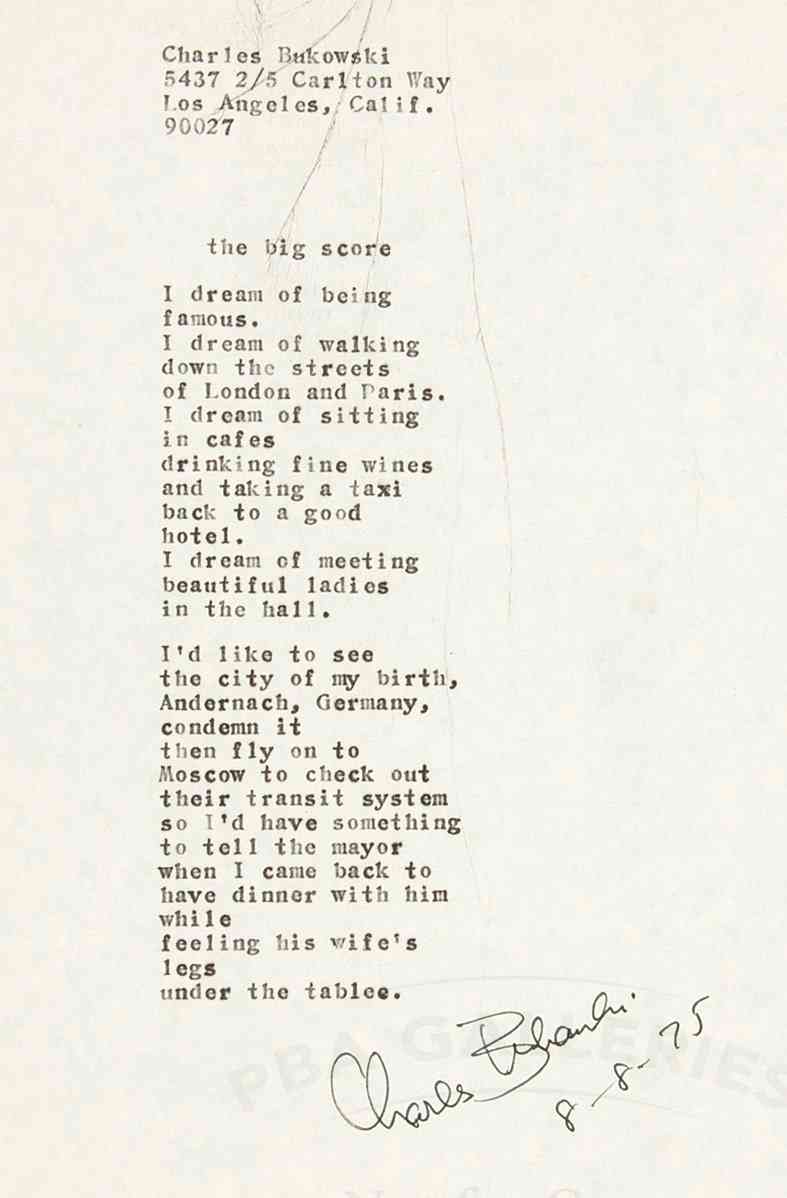 Charles Bukowski
5437 2/5 Carlton Way
Los Angeles, Calif.
90027
the big score
I dream of being
famous.
I dream of walking
down the streets
of London and Paris.
I dream of sitting
in cafes
drinking fine wines
and taking a taxi
back to a good
hotel.
I dream of meeting
beautiful ladies
in the hall.
I'd like to see
the city of my birth,
Andernach, Germany,
condemn it
then fly on to
Moscow to check out
their transit system
so I'd have something
to tell the mayor
when I came back to
have dinner with him
while
feeling his wife's
legs
under the tablee.
Charles Bukowski
8-8-75
PBA GALLERIES